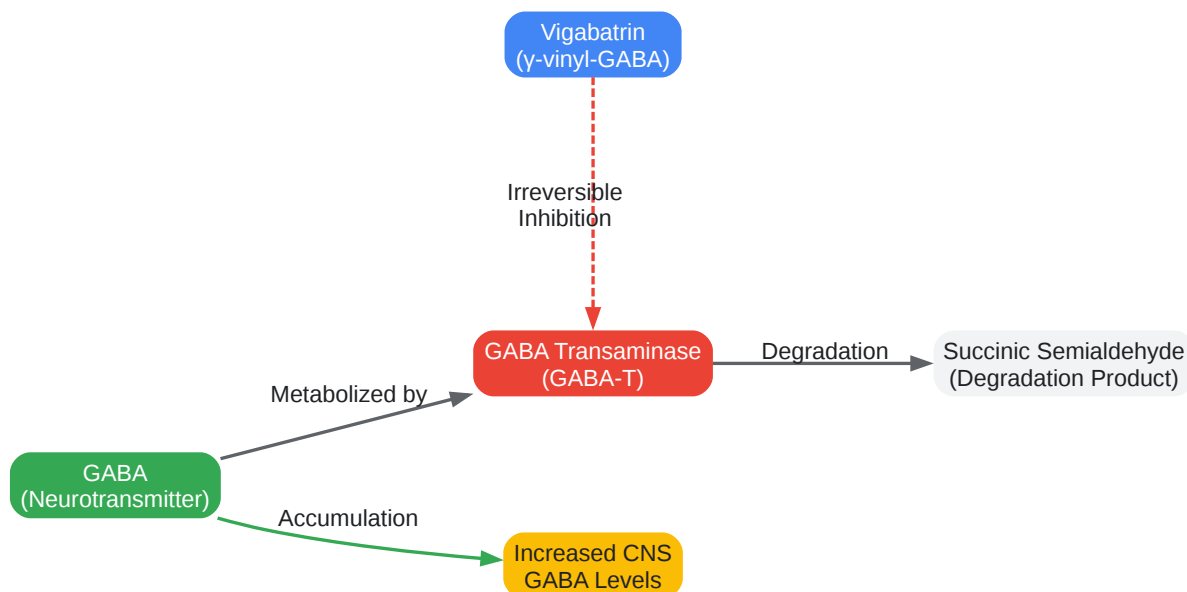 Vigabatrin
(γ-vinyl-GABA)
Irreversible
Inhibition
GABA Transaminase
(GABA-T)
Degradation
Succinic Semialdehyde
(Degradation Product)
Metabolized by
GABA
(Neurotransmitter)
Accumulation
Increased CNS
GABA Levels